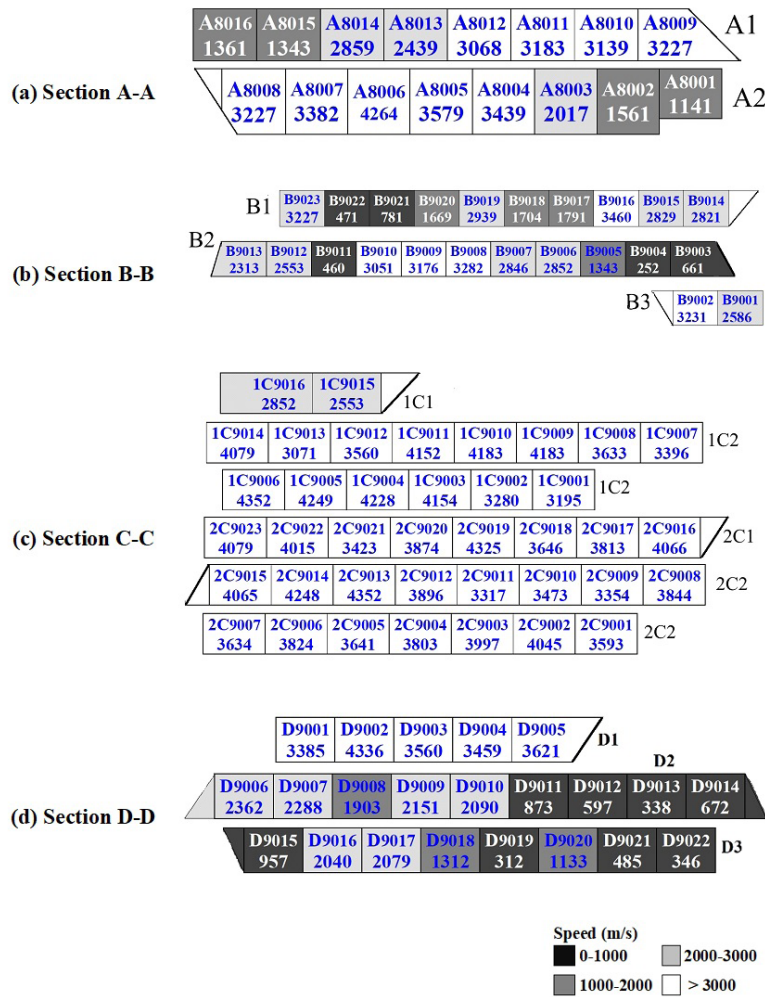 A8016 A8015 A8014 A8013 A8012 A8011 A8010 A8009 A1
1361 1343 2859 2439 3068 3183 3139 3227
(a) Section A-A
A8008 A8007 A8006 A8005 A8004 A8003 A8002 A8001 A2
3227 3382 4264 3579 3439 2017 1561 1141
B1 B9023 B9022 B9021 B9020 B9019 B9018 B9017 B9016 B9015 B9014
3227 471 781 1669 2939 1704 1791 3460 2829 2821
B2 B9013 B9012 B9011 B9010 B9009 B9008 B9007 B9006 B9005 B9004 B9003
2313 2553 460 3051 3176 3282 2846 2852 1343 252 661
(b) Section B-B
B3 B9002 B9001
3231 2586
1C9016 1C9015 1C1
2852 2553
1C9014 1C9013 1C9012 1C9011 1C9010 1C9009 1C9008 1C9007 1C2
4079 3071 3560 4152 4183 4183 3633 3396
1C9006 1C9005 1C9004 1C9003 1C9002 1C9001 1C2
4352 4249 4228 4154 3280 3195
(c) Section C-C
2C9023 2C9022 2C9021 2C9020 2C9019 2C9018 2C9017 2C9016 2C1
4079 4015 3423 3874 4325 3646 3813 4066
2C9015 2C9014 2C9013 2C9012 2C9011 2C9010 2C9009 2C9008 2C2
4065 4248 4352 3896 3317 3473 3354 3844
2C9007 2C9006 2C9005 2C9004 2C9003 2C9002 2C9001 2C2
3634 3824 3641 3803 3997 4045 3593
D9001 D9002 D9003 D9004 D9005 D1
3385 4336 3560 3459 3621
D2
D9006 D9007 D9008 D9009 D9010 D9011 D9012 D9013 D9014
2362 2288 1903 2151 2090 873 597 338 672
(d) Section D-D
D9015 D9016 D9017 D9018 D9019 D9020 D9021 D9022 D3
957 2040 2079 1312 312 1133 485 346
Speed (m/s)
0-1000 2000-3000
1000-2000 > 3000